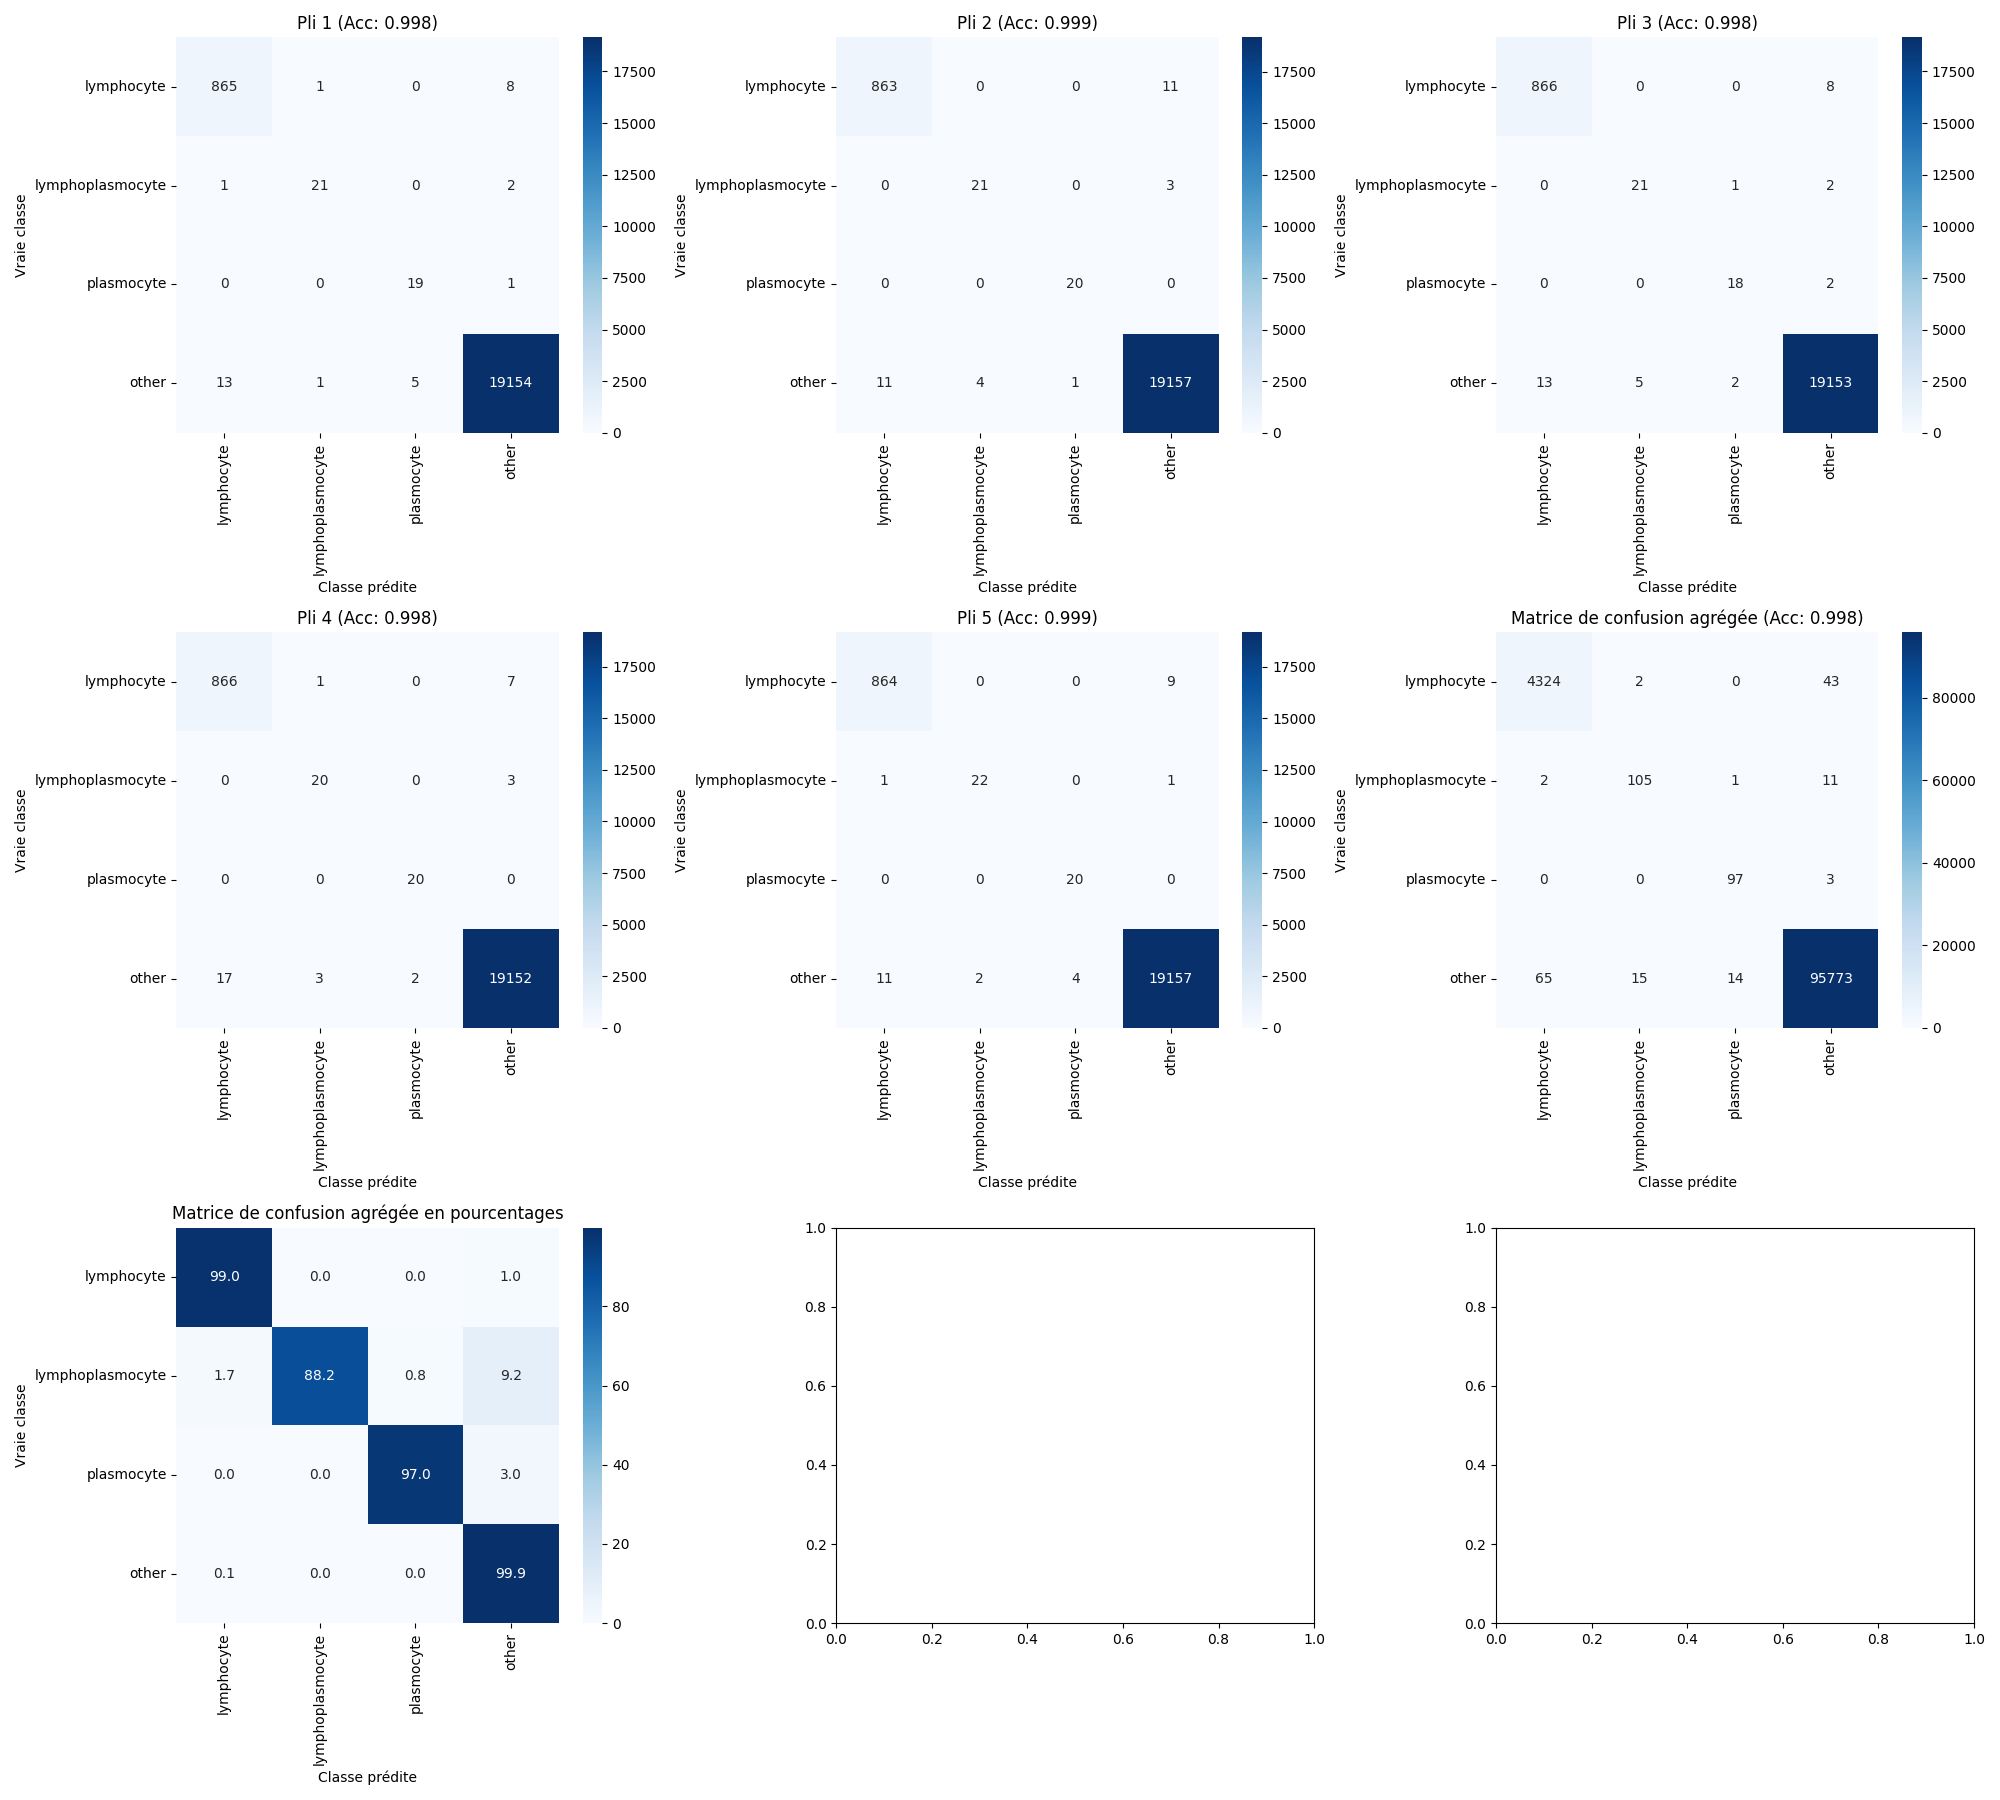 Pli 1 (Acc: 0.998)
Vraie classe
lymphocyte 865 1 0 8
lymphoplasmocyte 1 21 0 2
plasmocyte 0 0 19 1
other 13 1 5 19154
lymphocyte lymphoplasmocyte plasmocyte other
Classe prédite
17500
15000
12500
10000
7500
5000
2500
0
Pli 2 (Acc: 0.999)
Vraie classe
lymphocyte 863 0 0 11
lymphoplasmocyte 0 21 0 3
plasmocyte 0 0 20 0
other 11 4 1 19157
lymphocyte lymphoplasmocyte plasmocyte other
Classe prédite
17500
15000
12500
10000
7500
5000
2500
0
Pli 3 (Acc: 0.998)
Vraie classe
lymphocyte 866 0 0 8
lymphoplasmocyte 0 21 1 2
plasmocyte 0 0 18 2
other 13 5 2 19153
lymphocyte lymphoplasmocyte plasmocyte other
Classe prédite
17500
15000
12500
10000
7500
5000
2500
0
Pli 4 (Acc: 0.998)
Vraie classe
lymphocyte 866 1 0 7
lymphoplasmocyte 0 20 0 3
plasmocyte 0 0 20 0
other 17 3 2 19152
lymphocyte lymphoplasmocyte plasmocyte other
Classe prédite
17500
15000
12500
10000
7500
5000
2500
0
Pli 5 (Acc: 0.999)
Vraie classe
lymphocyte 864 0 0 9
lymphoplasmocyte 1 22 0 1
plasmocyte 0 0 20 0
other 11 2 4 19157
lymphocyte lymphoplasmocyte plasmocyte other
Classe prédite
17500
15000
12500
10000
7500
5000
2500
0
Matrice de confusion agrégée (Acc: 0.998)
Vraie classe
lymphocyte 4324 2 0 43
lymphoplasmocyte 2 105 1 11
plasmocyte 0 0 97 3
other 65 15 14 95773
lymphocyte lymphoplasmocyte plasmocyte other
Classe prédite
80000
60000
40000
20000
0
Matrice de confusion agrégée en pourcentages
Vraie classe
lymphocyte 99.0 0.0 0.0 1.0
lymphoplasmocyte 1.7 88.2 0.8 9.2
plasmocyte 0.0 0.0 97.0 3.0
other 0.1 0.0 0.0 99.9
lymphocyte lymphoplasmocyte plasmocyte other
Classe prédite
80
60
40
20
0
1.0
0.8
0.6
0.4
0.2
0.0
0.0 0.2 0.4 0.6 0.8 1.0
1.0
0.8
0.6
0.4
0.2
0.0
0.0 0.2 0.4 0.6 0.8 1.0